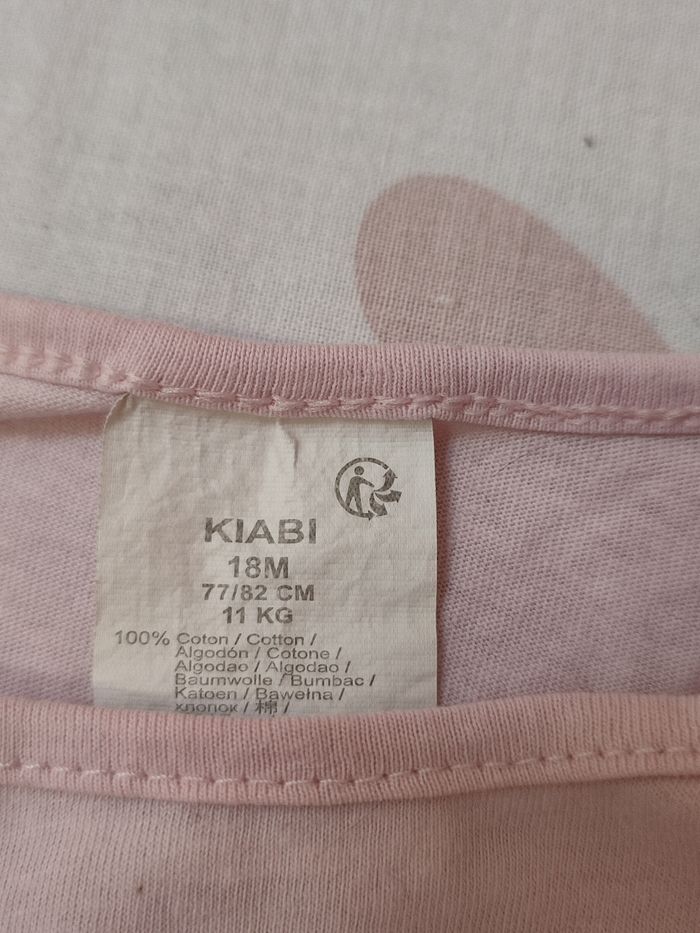 KIABI
18M
77/82 CM
11 KG
100% Coton / Cotton /
Algodón / Cotone /
Algodao / Algodao /
Baumwolle / Bumbac /
Katoen / Bawełna /
хлопок / 棉 /